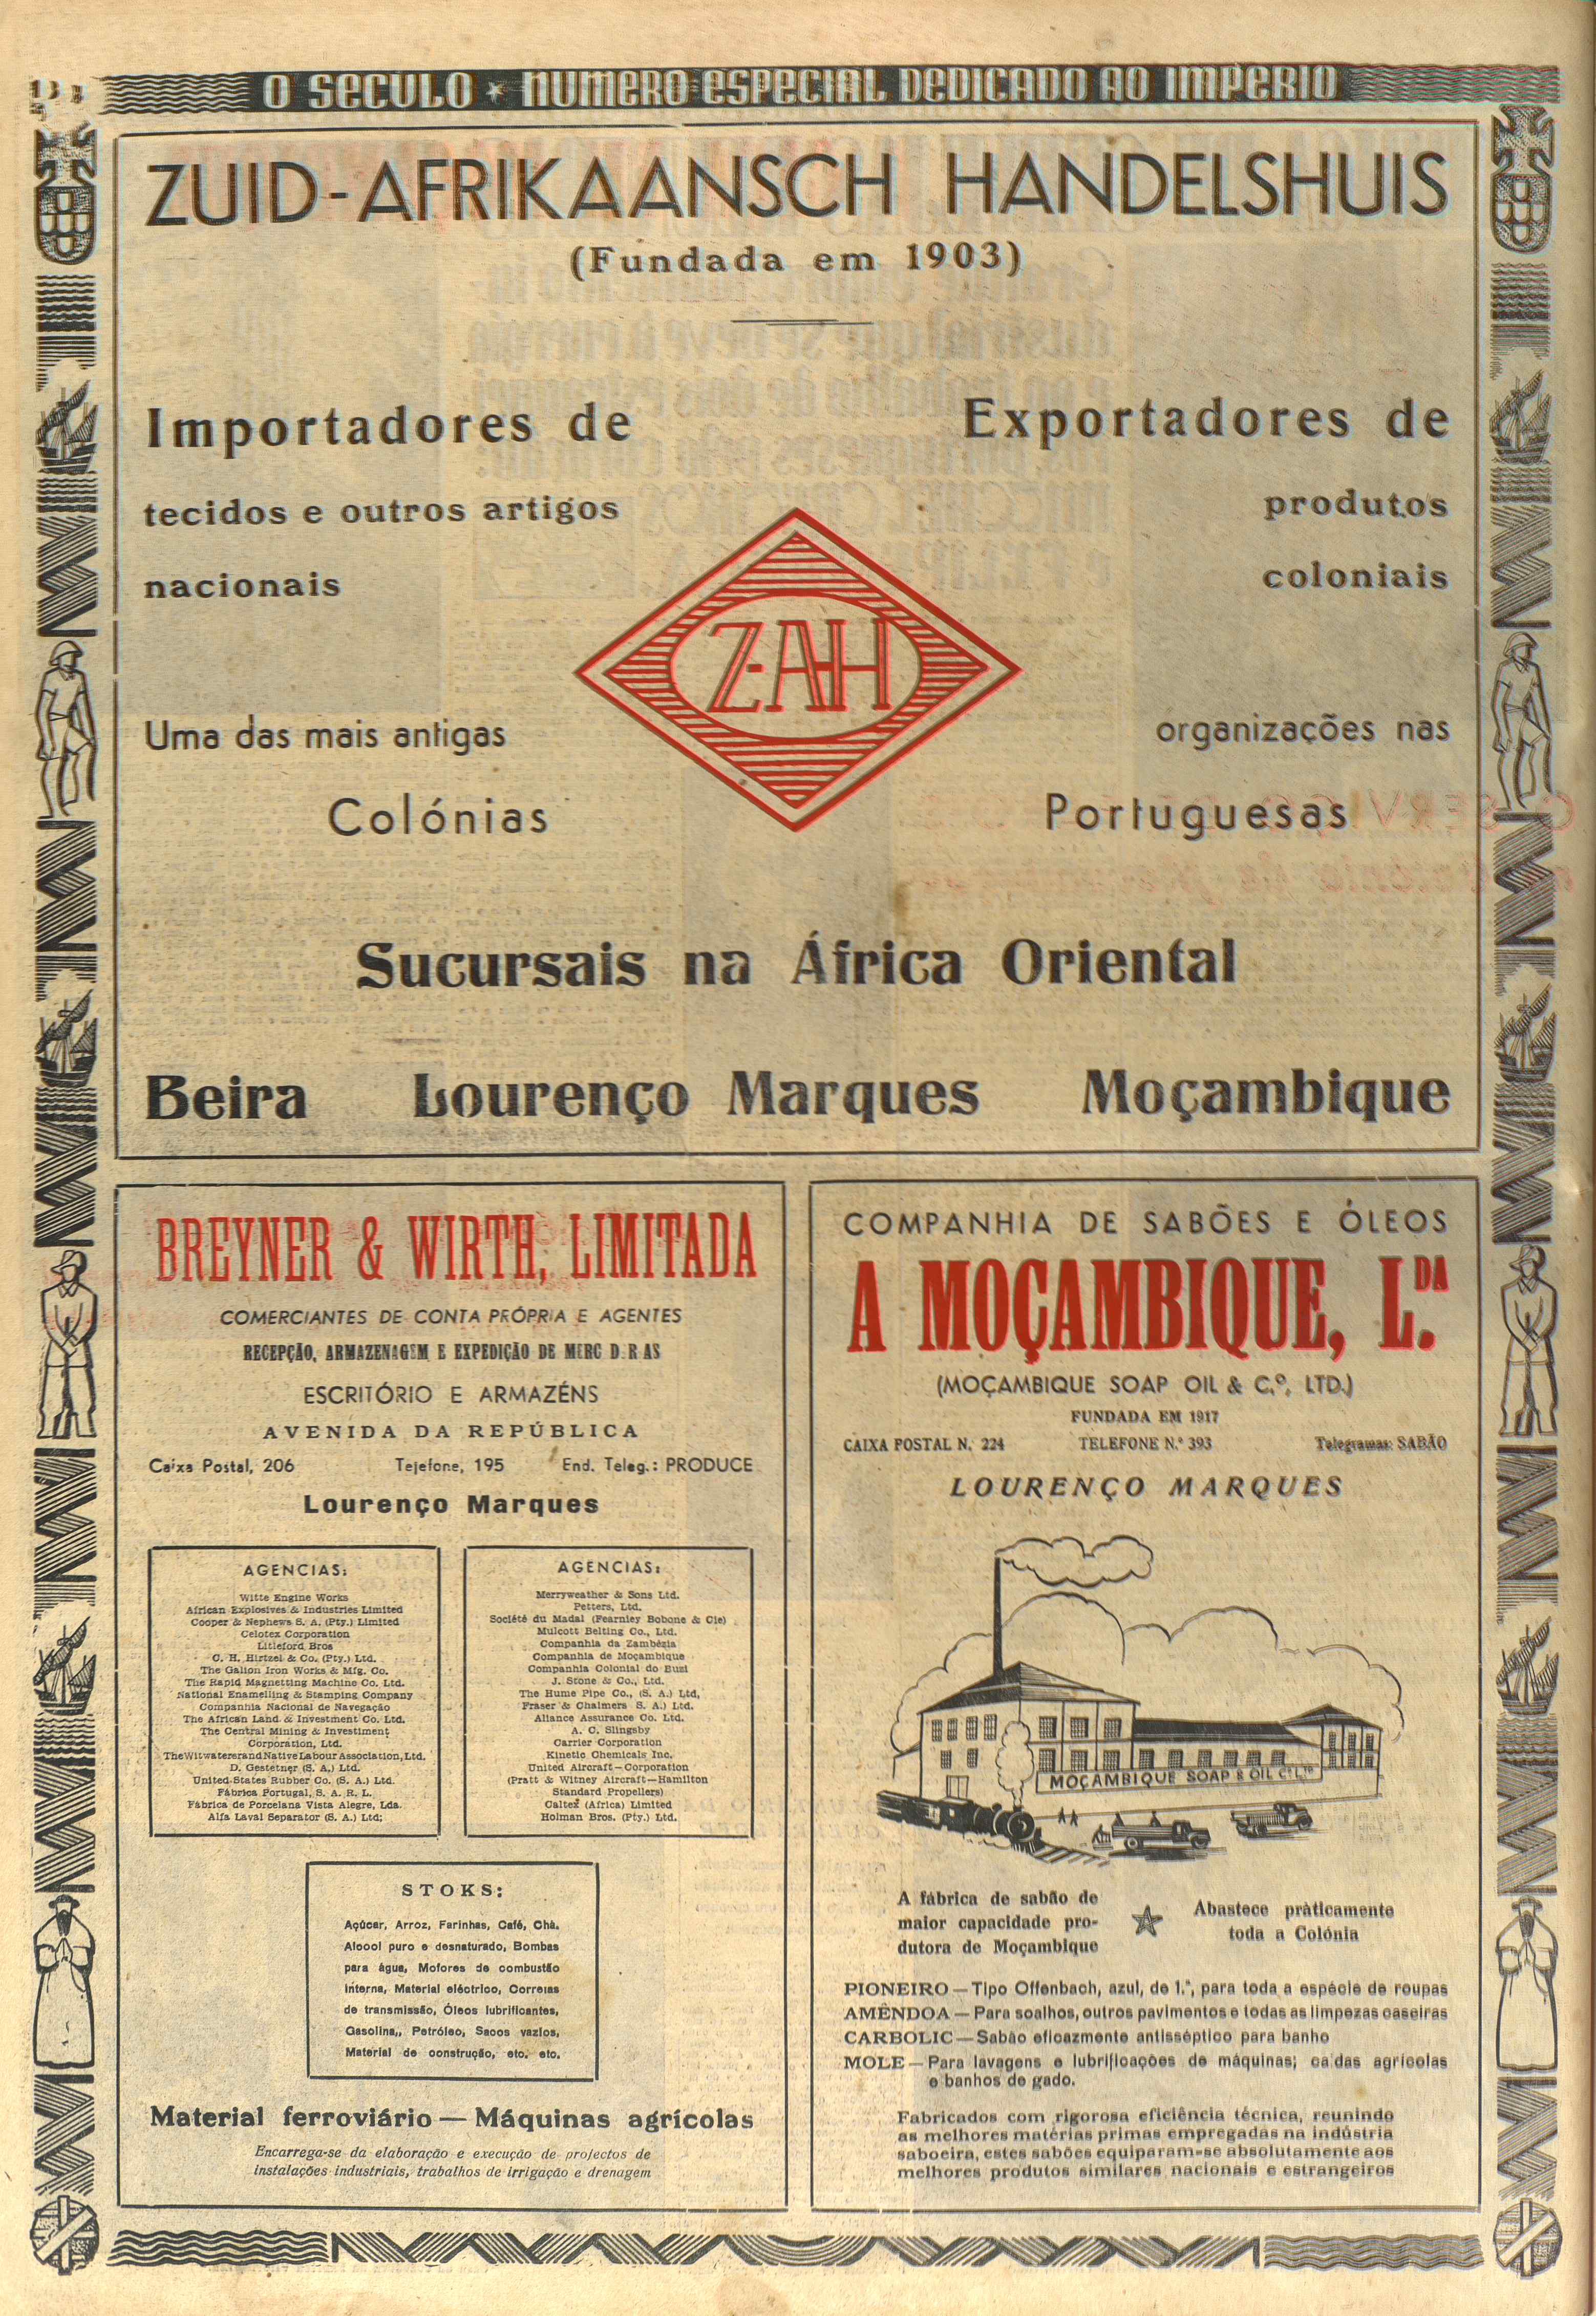 O SECULO ★ NUMERO ESPECIAL DEDICADO AO IMPERIO
ZUID-AFRIKAANSCH HANDELSHUIS
(Fundada em 1903)
Importadores de
tecidos e outros artigos
nacionais
Exportadores de
produtos
coloniais
Z-AH
Uma das mais antigas organizações nas
Colónias Portuguesas
Sucursais na África Oriental
Beira Lourenço Marques Moçambique
BREYNER & WIRTH, LIMITADA
COMERCIANTES DE CONTA PRÓPRIA E AGENTES
RECEPÇÃO, ARMAZENAGEM E EXPEDIÇÃO DE
ESCRITÓRIO E ARMAZÉNS
AVENIDA DA REPÚBLICA
Caixa Postal, 206 Tejefone, 195 End. Teleg.: PRODUCE
Lourenço Marques
AGENCIAS:
Witte Engine Works
African Explosives & Industries Limited
Cooper & Nephews S. A. (Pty.) Limited
Celotex Corporation
Litleford Bros
C. H. Hirtzel & Co. (Pty.) Ltd.
The Galion Iron Works & Mfg. Co.
The Rapid Magnetting Machine Co. Ltd.
National Enamelling & Stamping Company
Companhia Nacional de Navegação
The African Land & Investment Co. Ltd.
The Central Mining & Investiment
Corporation, Ltd.
The Witwatersrand Native Labour Association, Ltd.
D. Gestetner (S. A.) Ltd.
United States Rubber Co. (S. A.) Ltd.
Fábrica Portugal, S. A. R. L.
Fábrica de Porcelana Vista Alegre, Lda.
Alfa Laval Separator (S. A.) Ltd;
AGENCIAS:
Merryweather & Sons Ltd.
Petters, Ltd.
Société du Madal (Fearnley Bobone & Cie)
Mulcott Belting Co., Ltd.
Companhia da Zambézia
Companhia de Moçambique
Companhia Colonial do Buzi
J. Stone & Co., Ltd.
The Hume Pipe Co., (S. A.) Ltd,
Fraser & Chalmers S. A.) Ltd.
Aliance Assurance Co. Ltd.
A. C. Slingsby
Carrier Corporation
Kinetic Chemicals Inc.
United Aircraft—Corporation
(Pratt & Witney Aircraft—Hamilton
Standard Propellers)
Caltex (Africa) Limited
Holman Bros. (Pty.) Ltd.
STOKS:
Açúcar, Arroz, Farinhas, Café, Chá.
Alcool puro e desnaturado, Bombas
para água, Mofores de combustão
interna, Material eléctrico, Correias
de transmissão, Óleos lubrificantes,
Gasolina,, Petróleo, Sacos vazios,
Material de construção, etc. etc.
Material ferroviário — Máquinas agrícolas
Encarrega-se da elaboração e execução de projectos de
instalações industriais, trabalhos de irrigação e drenagem
COMPANHIA DE SABÕES E ÓLEOS
A MOÇAMBIQUE, L.DA
(MOÇAMBIQUE SOAP OIL & C.º, LTD.)
FUNDADA EM 1917
CAIXA POSTAL N. 224 TELEFONE N.º 393 Telegramas: SABÃO
LOURENÇO MARQUES
MOÇAMBIQUE SOAP & OIL Cº Lᵀᴰ
A fábrica de sabão de
maior capacidade pro-
dutora de Moçambique
★
Abastece pràticamente
toda a Colónia
PIONEIRO — Tipo Offenbach, azul, de 1.ª, para toda a espécie de roupas
AMÊNDOA — Para soalhos, outros pavimentos e todas as limpezas caseiras
CARBOLIC — Sabão eficazmente antisséptico para banho
MOLE — Para lavagens e lubrificações de máquinas; ca das agrícolas
e banhos de gado.
Fabricados com rigorosa eficiência técnica, reunindo
as melhores matérias primas empregadas na indústria
saboeira, estes sabões equiparam-se absolutamente aos
melhores produtos similares nacionais e estrangeiros